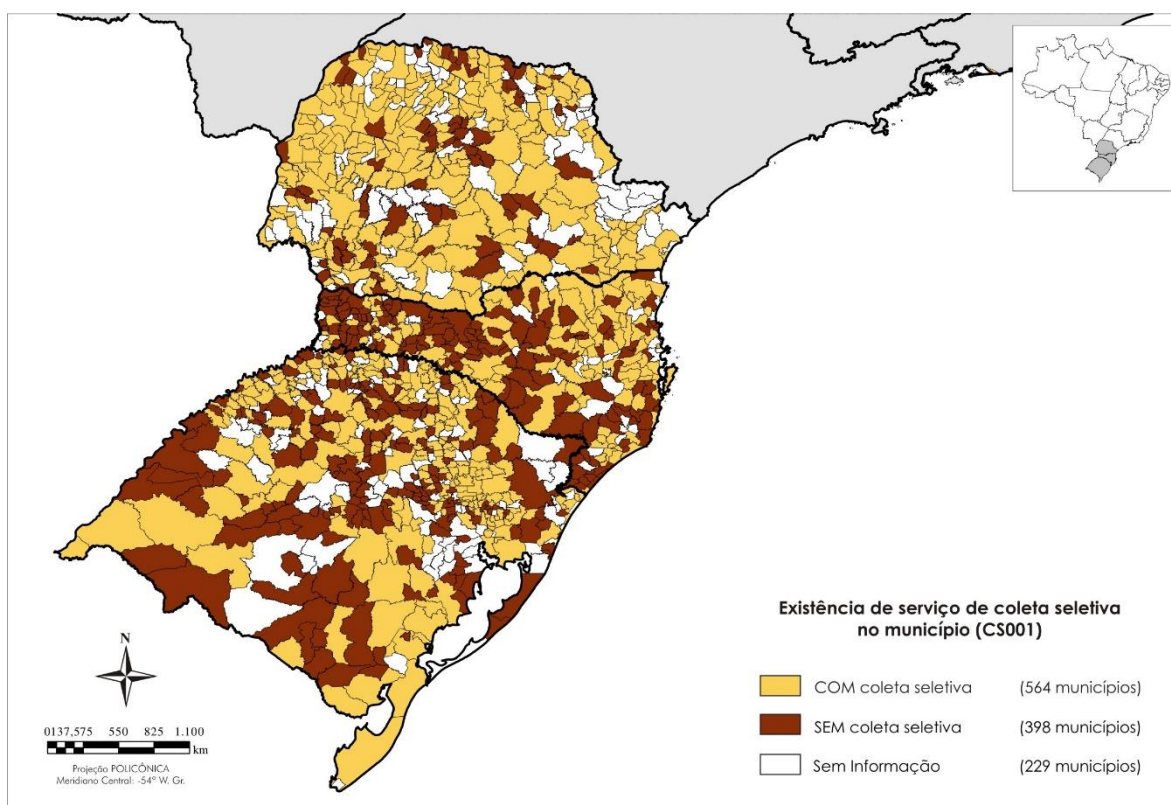 Existência de serviço de coleta seletiva
no município (CS001)
COM coleta seletiva (564 municípios)
SEM coleta seletiva (398 municípios)
Sem Informação (229 municípios)
N
0137,575 550 825 1.100
km
Projeção POLICÔNICA
Meridiano Central: -54° W. Gr.